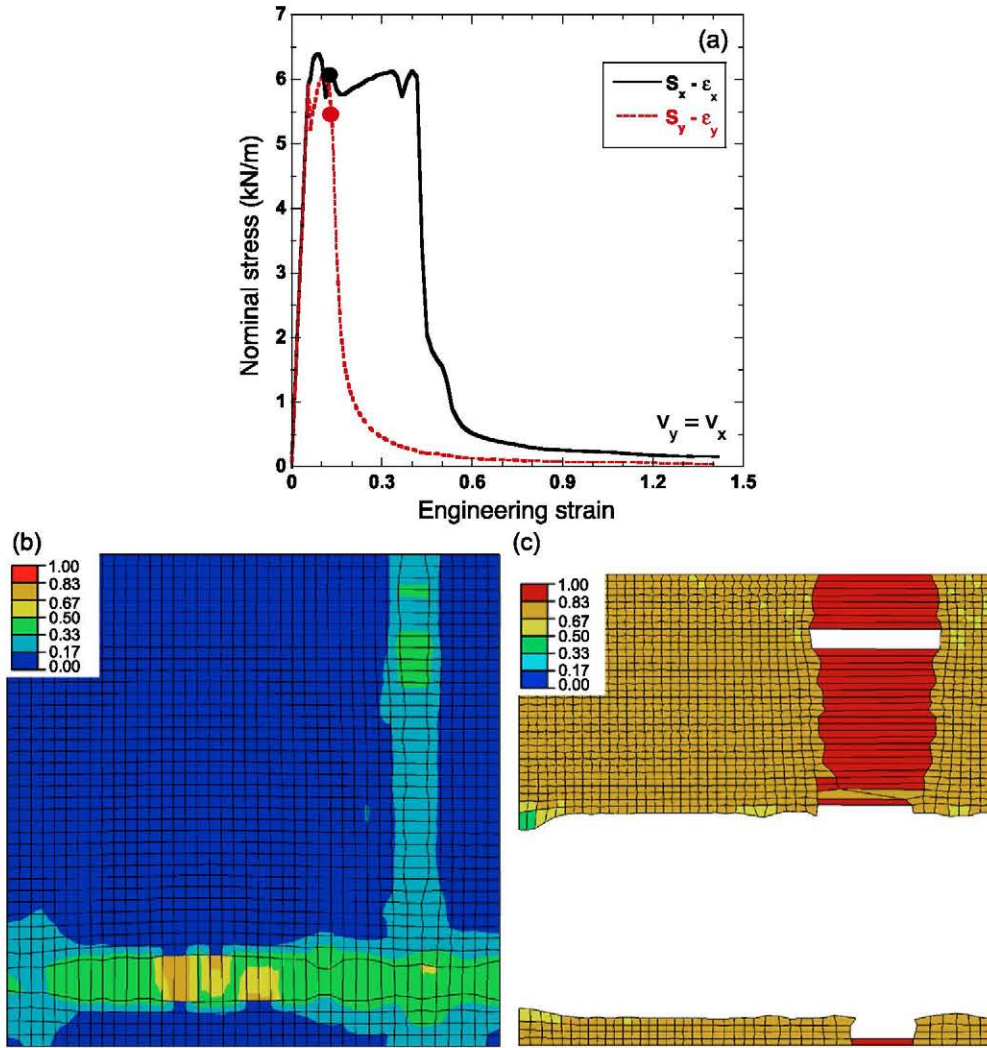 (a)
Nominal stress (kN/m)
7
6
5
4
3
2
1
0
S_x - ε_x
S_y - ε_y
V_y = V_x
0 0.3 0.6 0.9 1.2 1.5
Engineering strain
(b)
1.00
0.83
0.67
0.50
0.33
0.17
0.00
(c)
1.00
0.83
0.67
0.50
0.33
0.17
0.00